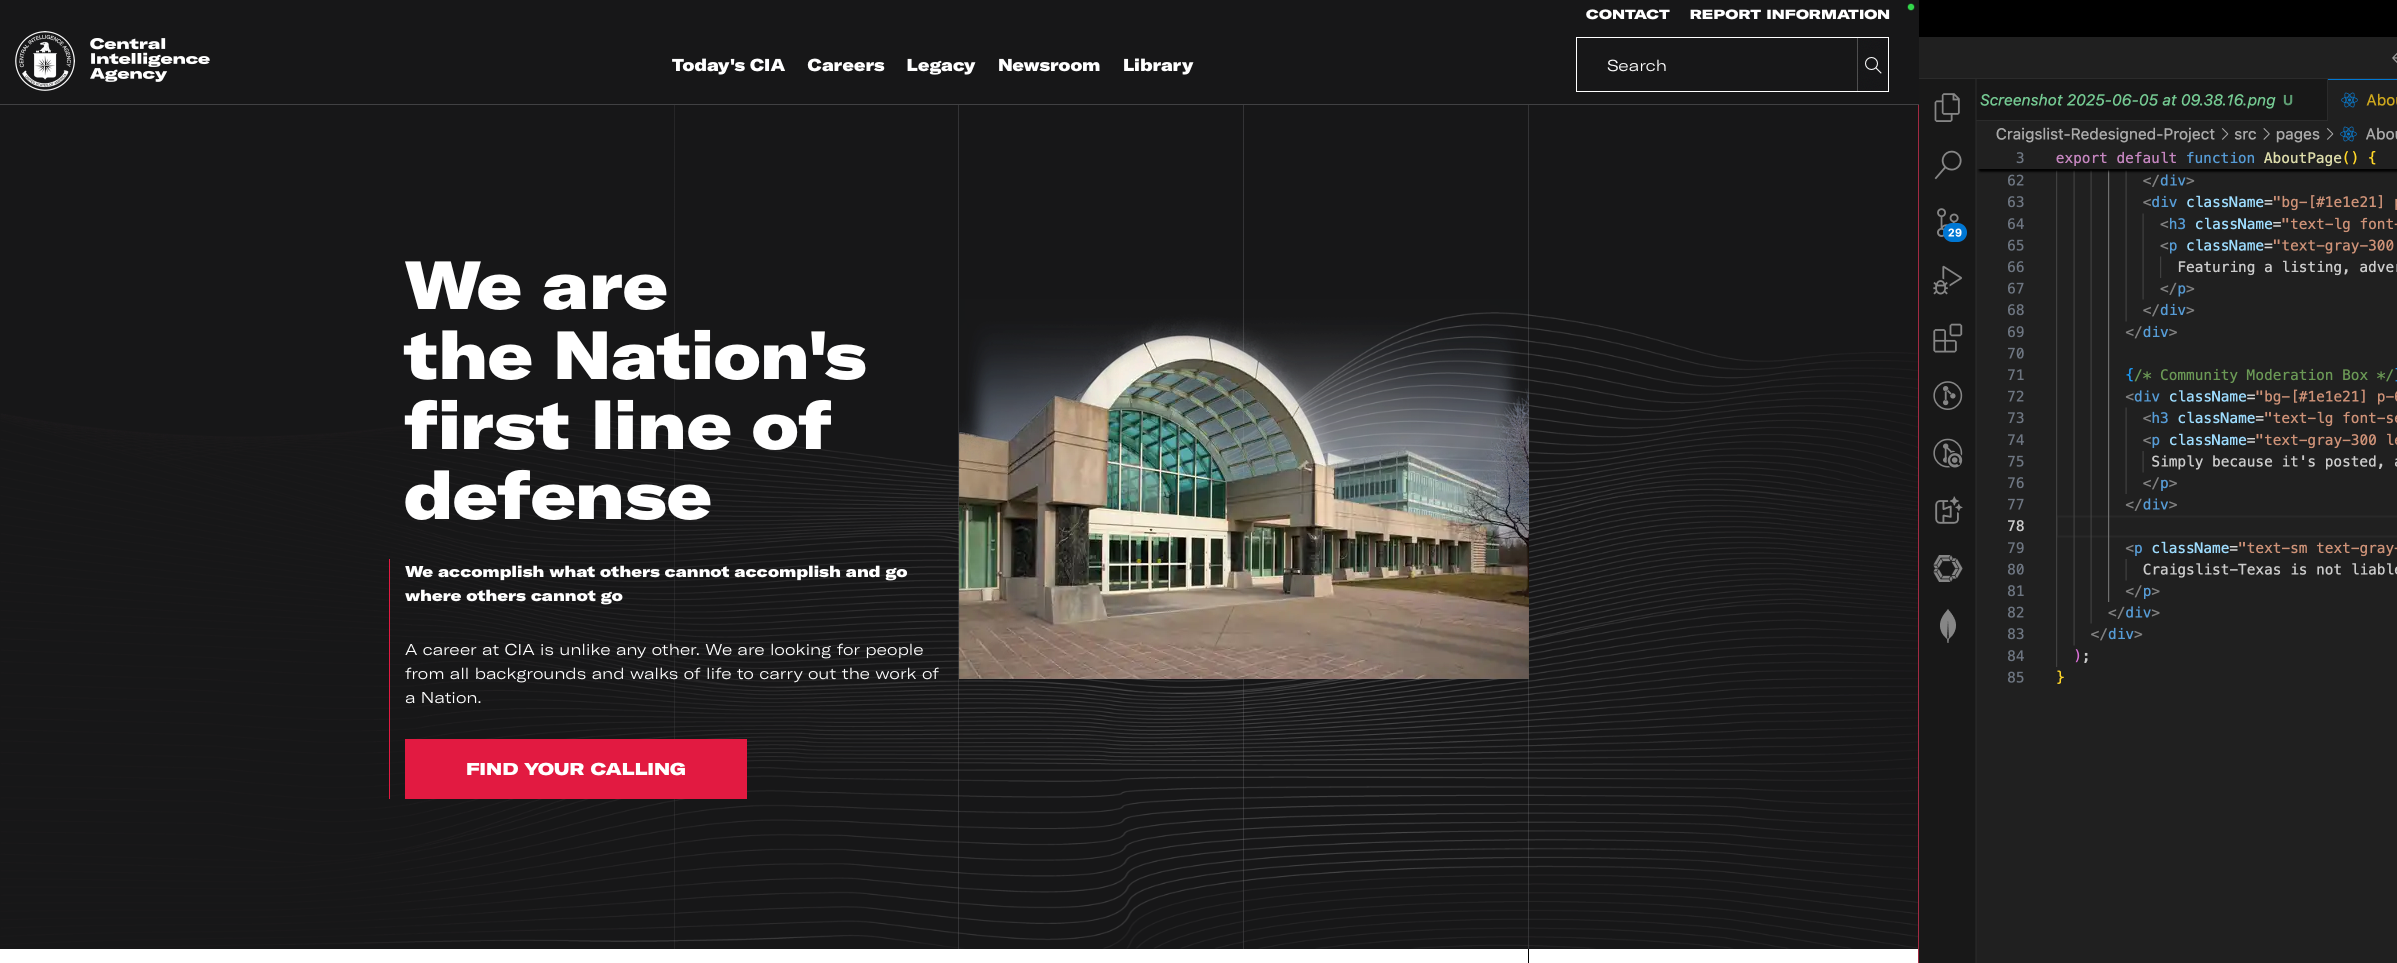 CONTACT REPORT INFORMATION
Central
Intelligence
Agency
Today's CIA Careers Legacy Newsroom Library
Search
We are
the Nation's
first line of
defense
We accomplish what others cannot accomplish and go
where others cannot go
A career at CIA is unlike any other. We are looking for people
from all backgrounds and walks of life to carry out the work of
a Nation.
FIND YOUR CALLING
29
Screenshot 2025-06-05 at 09.38.16.png U
Craigslist-Redesigned-Project > src > pages >
3 export default function AboutPage() {
62 </div>
63 <div className="bg-[#1e1e21]
64 <h3 className="text-lg font-
65 <p className="text-gray-300
66 Featuring a listing,
67 </p>
68 </div>
69 </div>
70
71 {/* Community Moderation Box */
72 <div className="bg-[#1e1e21]
73 <h3 className="text-lg
74 <p className="text-gray-300
75 Simply because it's posted,
76 </p>
77 </div>
78
79 <p className="text-sm text-gray-
80 Craigslist-Texas is not
81 </p>
82 </div>
83 </div>
84 );
85 }